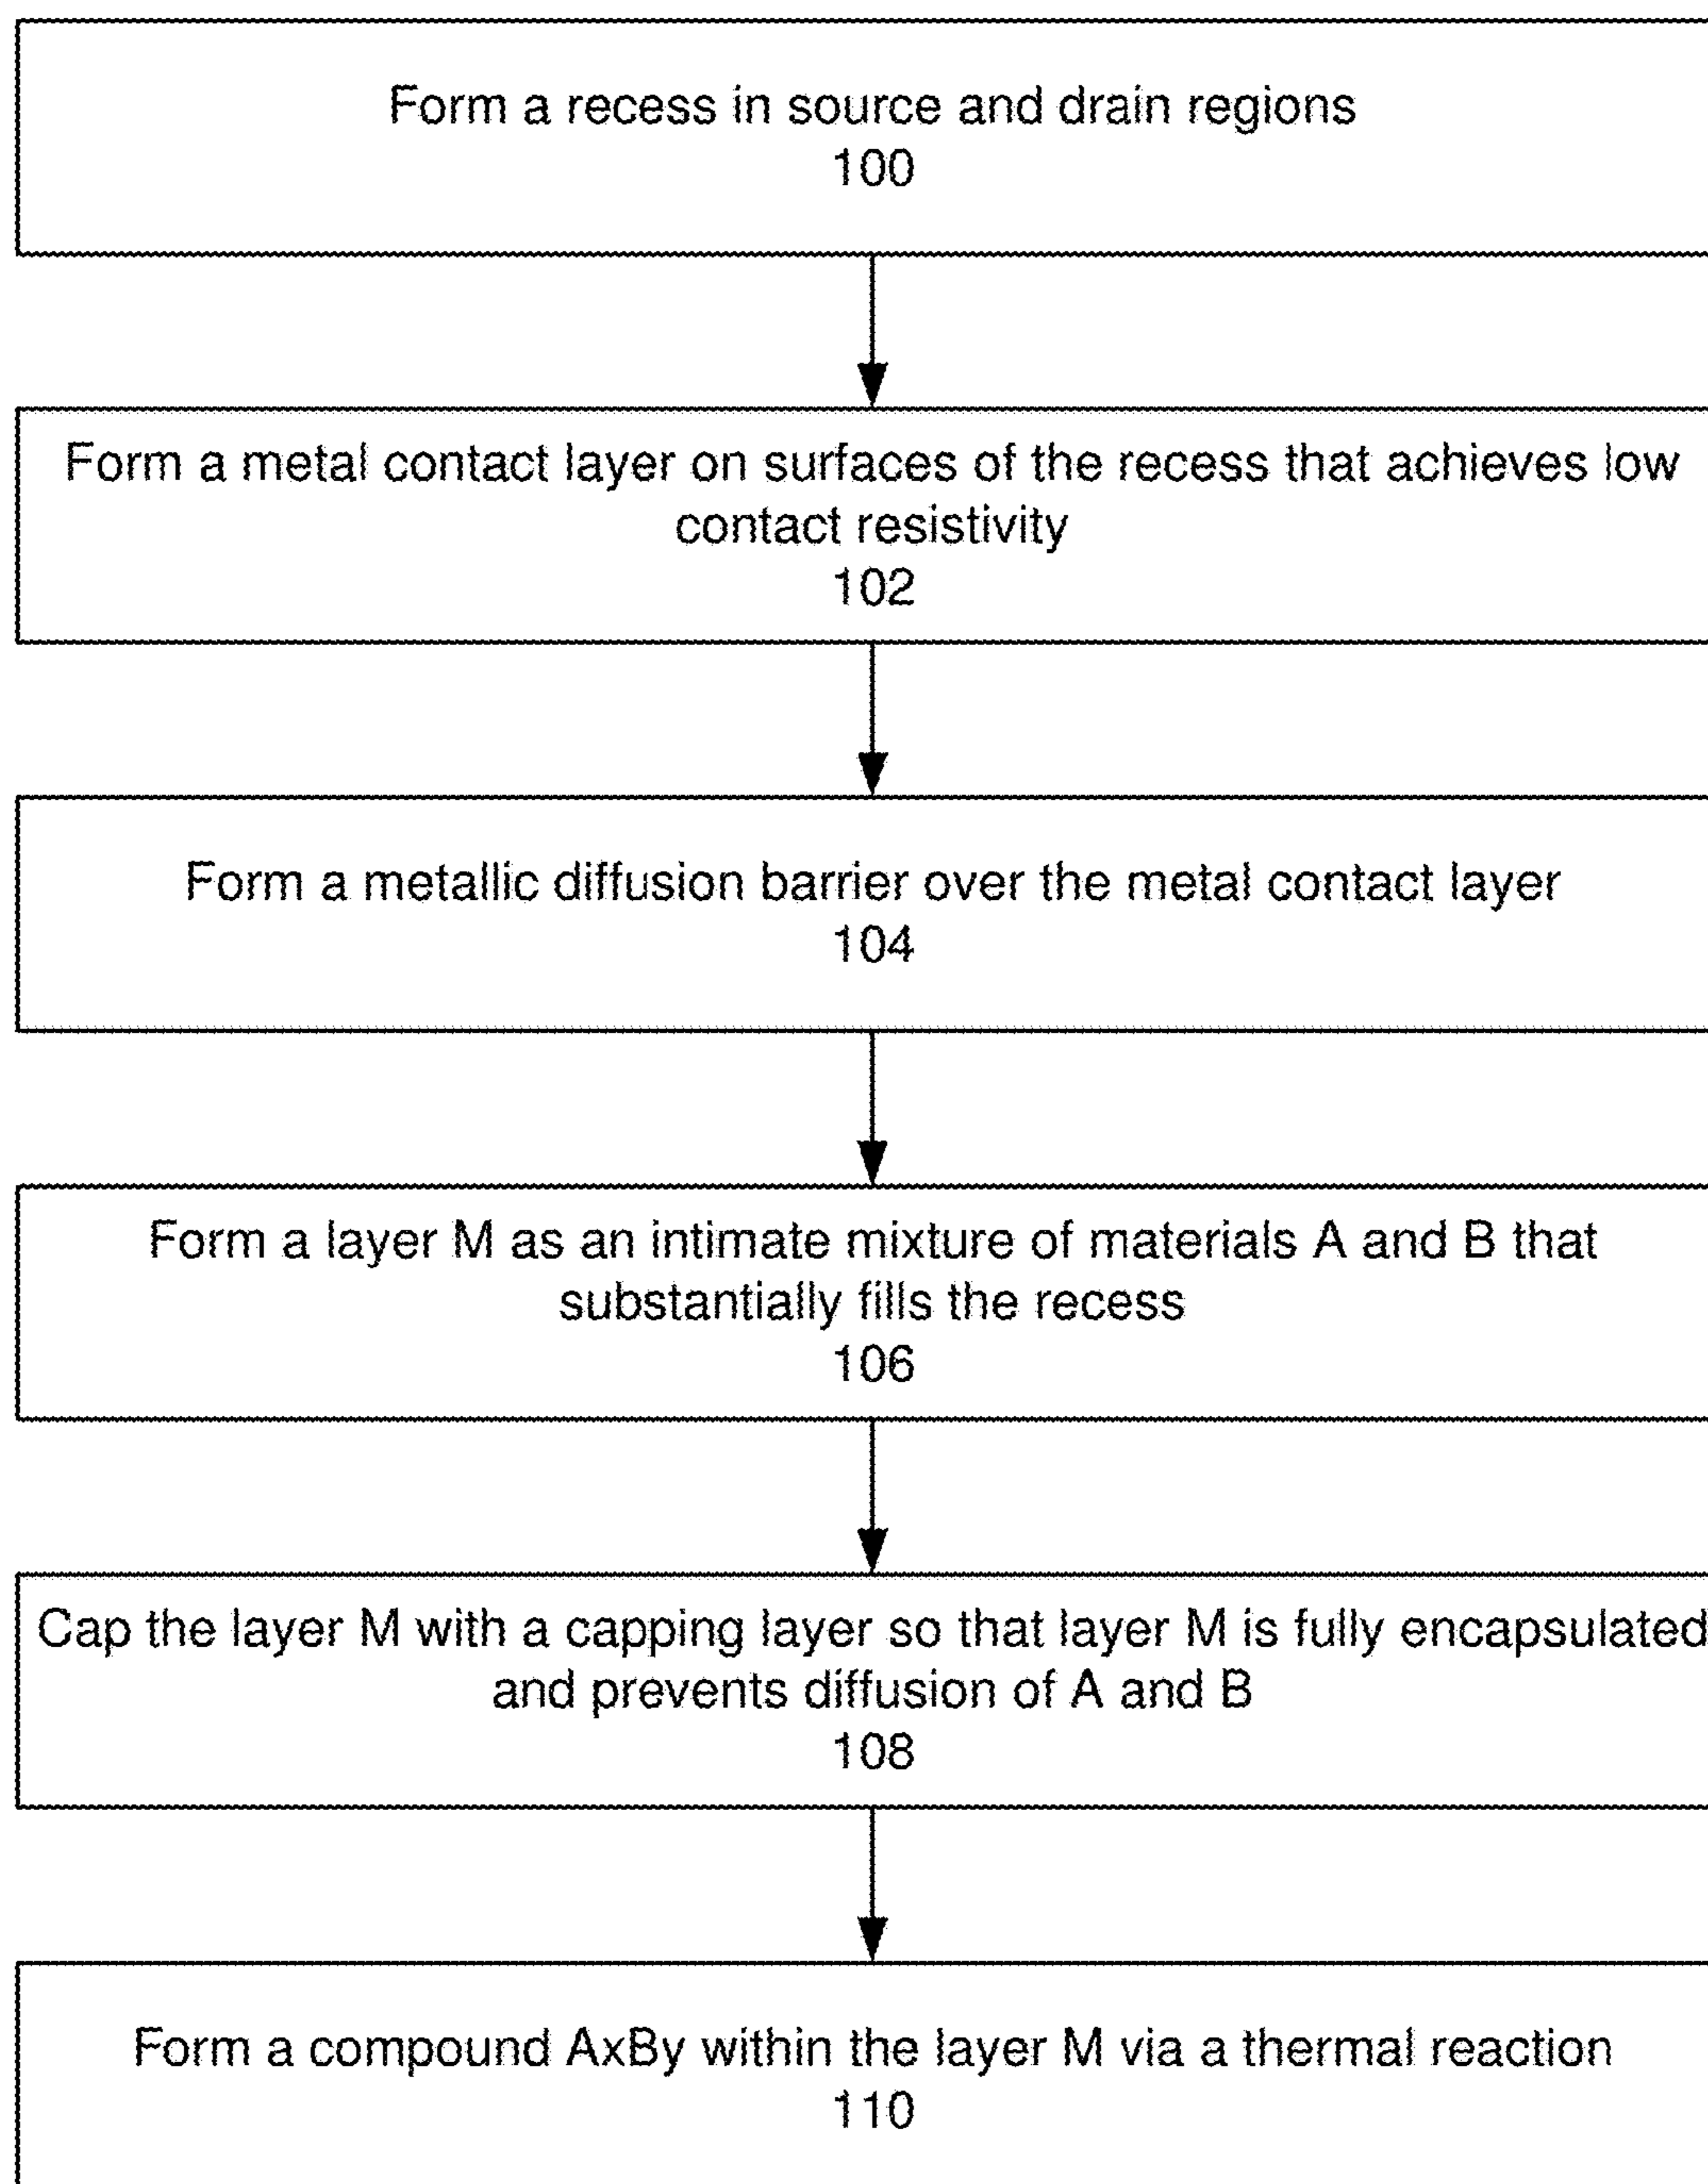 Form a recess in source and drain regions
100
Form a metal contact layer on surfaces of the recess that achieves low
contact resistivity
102
Form a metallic diffusion barrier over the metal contact layer
104
Form a layer M as an intimate mixture of materials A and B that
substantially fills the recess
106
Cap the layer M with a capping layer so that layer M is fully encapsulated
and prevents diffusion of A and B
108
Form a compound AxBy within the layer M via a thermal reaction
110